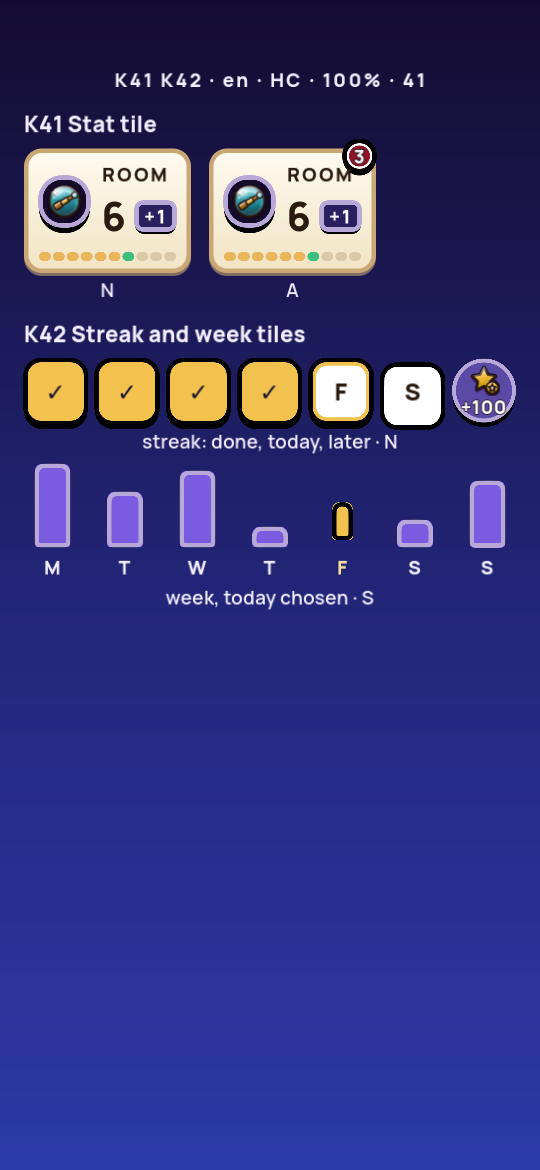 K41 K42 · en · HC · 100% · 41
K41 Stat tile
ROOM
6 +1
N
ROOM
3
6 +1
A
K42 Streak and week tiles
✓ ✓ ✓ ✓ F S +100
streak: done, today, later · N
M T W T F S S
week, today chosen · S